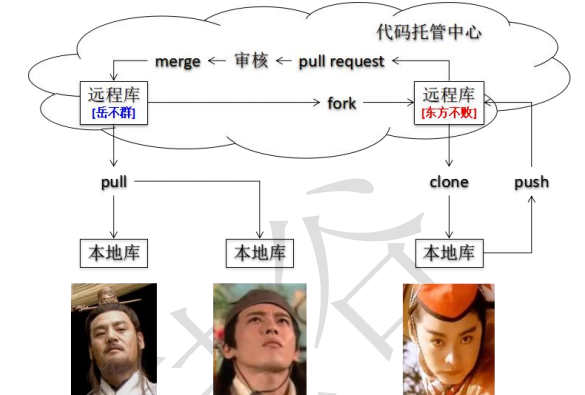 代码托管中心
merge
审核
pull request
远程库
[岳不群]
fork
远程库
[东方不败]
pull
clone
push
本地库
本地库
本地库